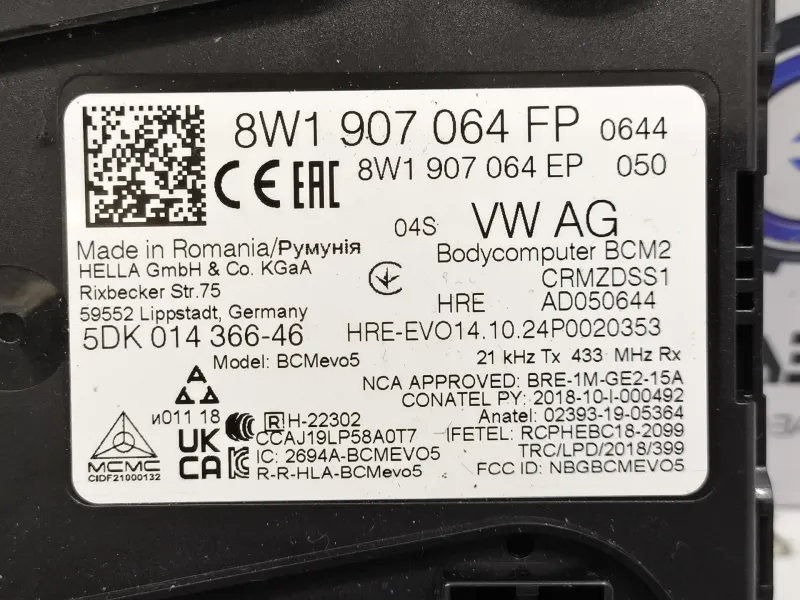 8W1 907 064 FP 0644
8W1 907 064 EP 050
CE EAC
04S VW AG
Made in Romania/Румунія
Bodycomputer BCM2
HELLA GmbH & Co. KGaA
CRMZDSS1
Rixbecker Str.75
HRE AD050644
59552 Lippstadt, Germany
5DK 014 366-46 HRE-EVO14.10.24P0020353
Model: BCMevo5 21 kHz Tx 433 MHz Rx
NCA APPROVED: BRE-1M-GE2-15A
CONATEL PY: 2018-10-I-000492
И011 18 R H-22302 Anatel: 02393-19-05364
CCAJ19LP58A0T7 IFETEL: RCPHEBC18-2099
UK CA IC: 2694A-BCMEVO5 TRC/LPD/2018/399
MCMC R-R-HLA-BCMevo5 FCC ID: NBGBCMEVO5
CIDF21000132